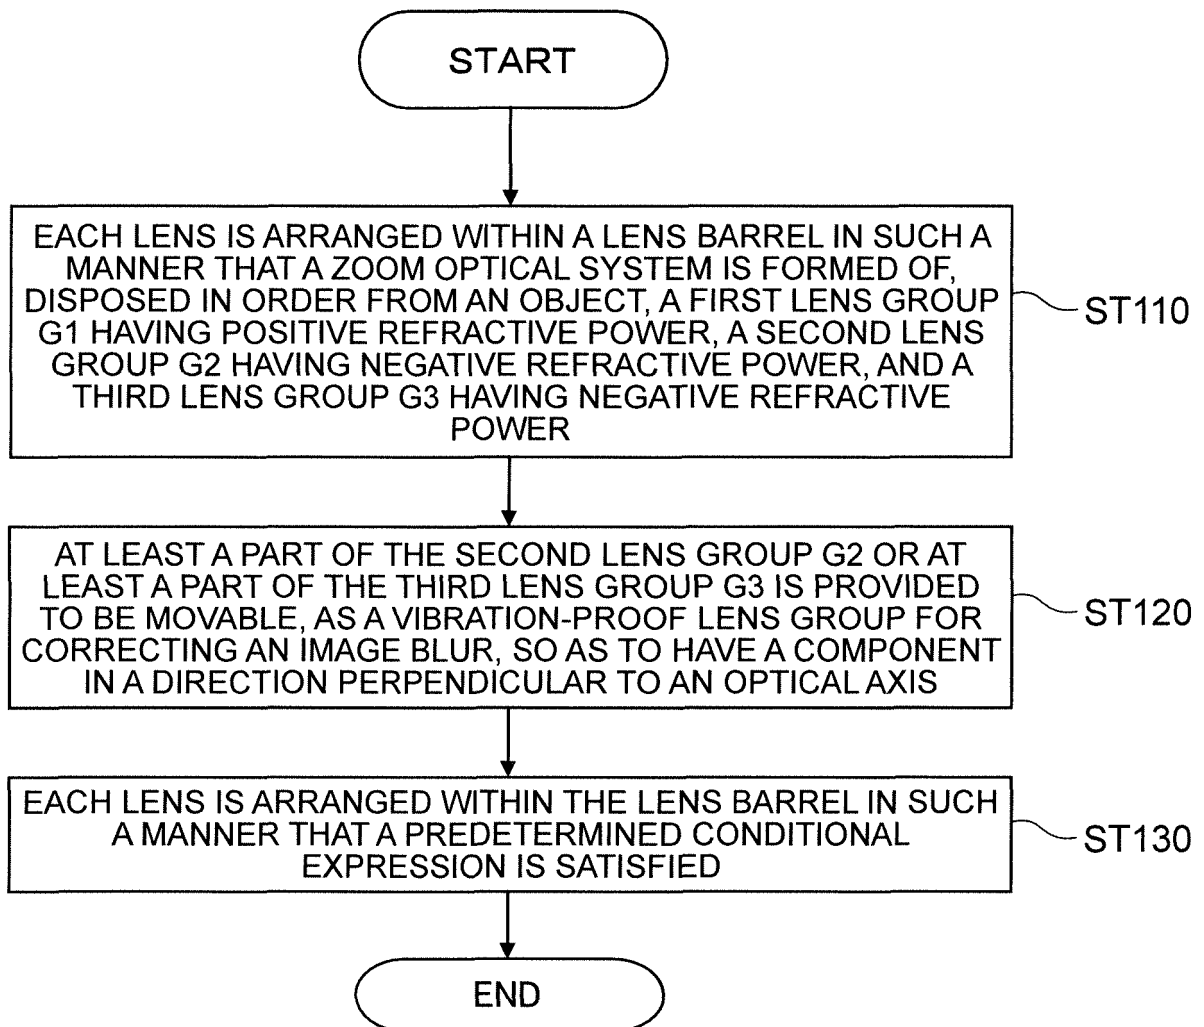 START
EACH LENS IS ARRANGED WITHIN A LENS BARREL IN SUCH A
MANNER THAT A ZOOM OPTICAL SYSTEM IS FORMED OF,
DISPOSED IN ORDER FROM AN OBJECT, A FIRST LENS GROUP
G1 HAVING POSITIVE REFRACTIVE POWER, A SECOND LENS
GROUP G2 HAVING NEGATIVE REFRACTIVE POWER, AND A
THIRD LENS GROUP G3 HAVING NEGATIVE REFRACTIVE
POWER
ST110
AT LEAST A PART OF THE SECOND LENS GROUP G2 OR AT
LEAST A PART OF THE THIRD LENS GROUP G3 IS PROVIDED
TO BE MOVABLE, AS A VIBRATION-PROOF LENS GROUP FOR
CORRECTING AN IMAGE BLUR, SO AS TO HAVE A COMPONENT
IN A DIRECTION PERPENDICULAR TO AN OPTICAL AXIS
ST120
EACH LENS IS ARRANGED WITHIN THE LENS BARREL IN SUCH
A MANNER THAT A PREDETERMINED CONDITIONAL
EXPRESSION IS SATISFIED
ST130
END